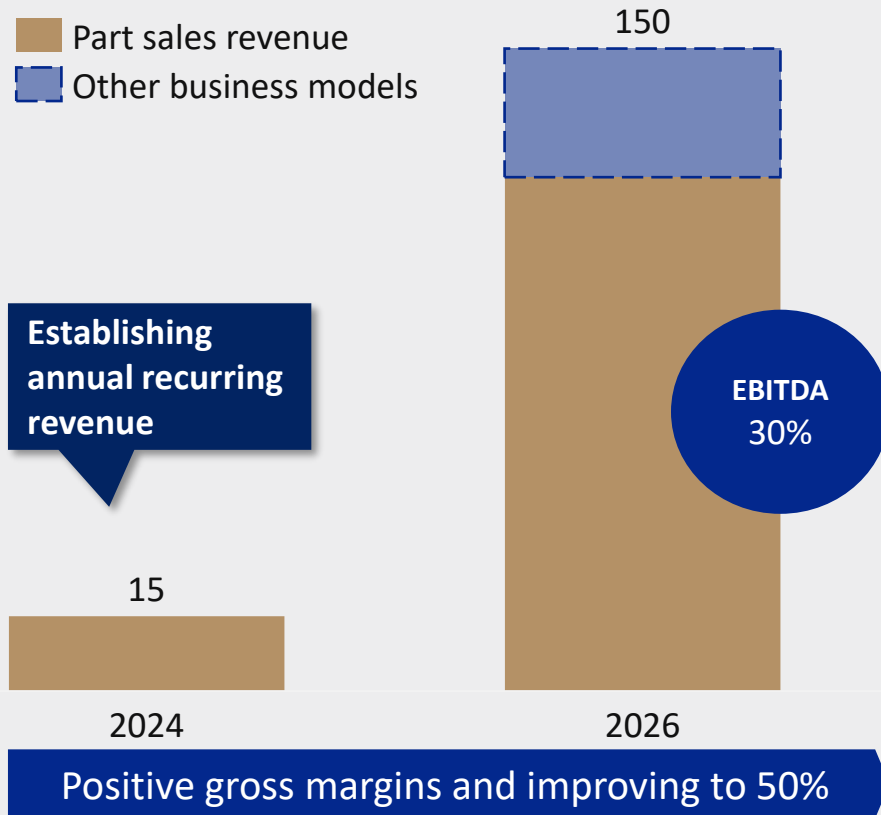 Part sales revenue
Other business models
150
Establishing
annual recurring
revenue
EBITDA
30%
15
2024
2026
Positive gross margins and improving to 50%